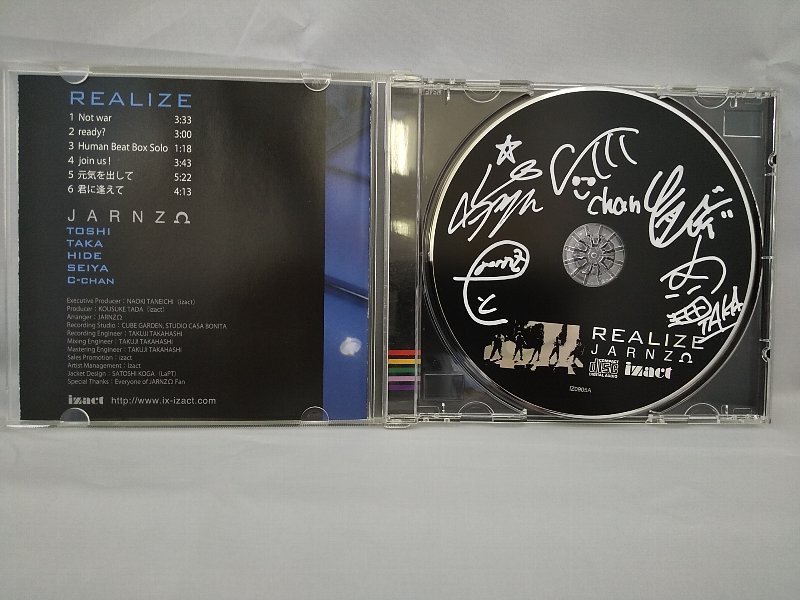 REALIZE
1 Not war 3:33
2 ready? 3:00
3 Human Beat Box Solo 1:18
4 join us! 3:43
5 元気を出して 5:22
6 君に逢えて 4:13
JARNZΩ
TOSHI
TAKA
HIDE
SEIYA
C-CHAN
Executive Producer：NAOKI TANEICHI（izact）
Producer：KOUSUKE TADA（izact）
Arranger：JARNZΩ
Recording Studio：CUBE GARDEN, STUDIO CASA BONITA
Recording Engineer：TAKUJI TAKAHASHI
Mixing Engineer：TAKUJI TAKAHASHI
Mastering Engineer：TAKUJI TAKAHASHI
Sales Promotion：izact
Artist Management：izact
Jacket Design：SATOSHI KOGA（LaPT）
Special Thanks：Everyone of JARNZΩ Fan
izact http://www.ix-izact.com
chan
TAKA
REALIZE
JARNZΩ
COMPACT
disc
DIGITAL AUDIO
izact